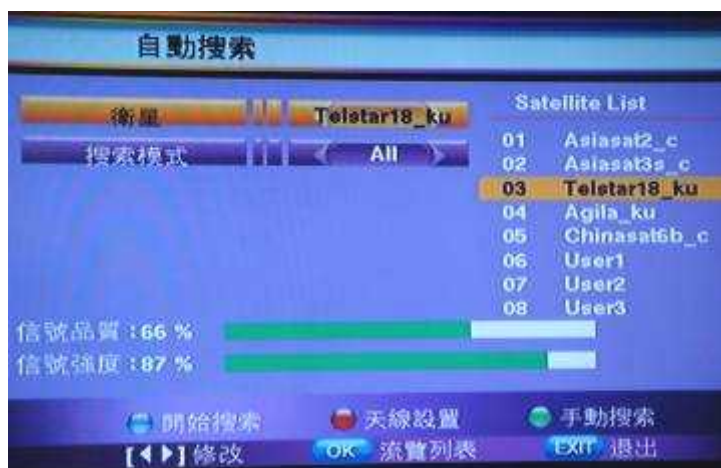 自動搜索
衛星 Telstar18_ku
搜索模式 All
Satellite List
01 Asiasat2_c
02 Asiasat3s_c
03 Telstar18_ku
04 Agila_ku
05 Chinasat6b_c
06 User1
07 User2
08 User3
信號品質:66 %
信號強度:87 %
開始搜索 天線設置 手動搜索
[◀ ▶]修改 OK 流覽列表 EXIT 退出